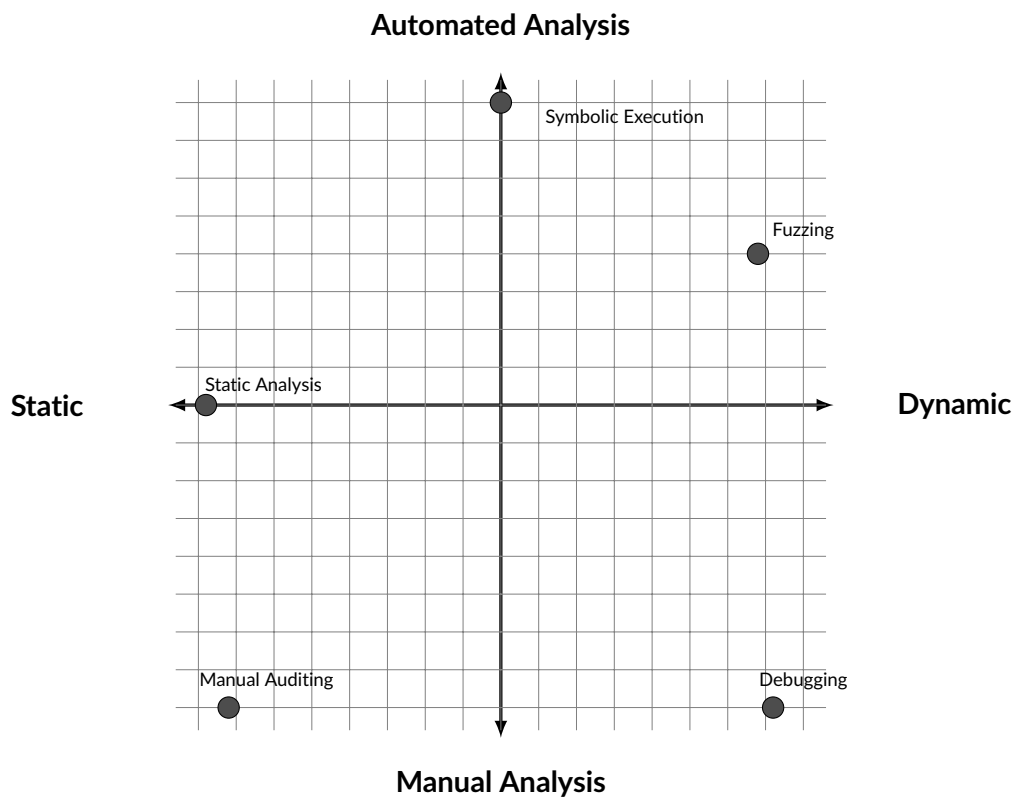 Automated Analysis
Symbolic Execution
Fuzzing
Static Analysis
Static
Dynamic
Manual Auditing
Debugging
Manual Analysis